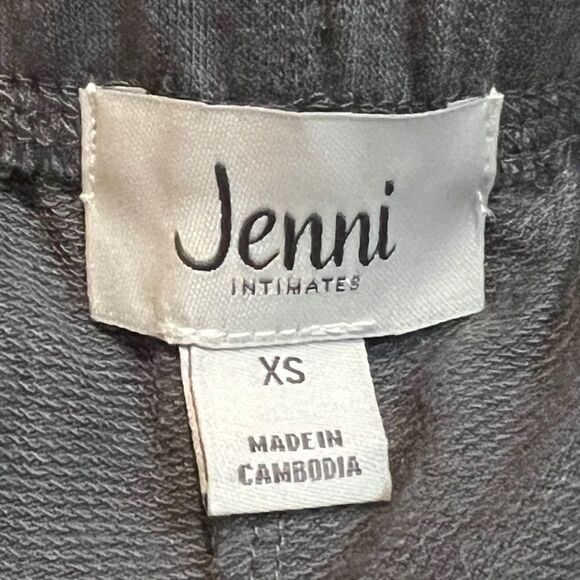 Jenni
INTIMATES
XS
MADE IN
CAMBODIA